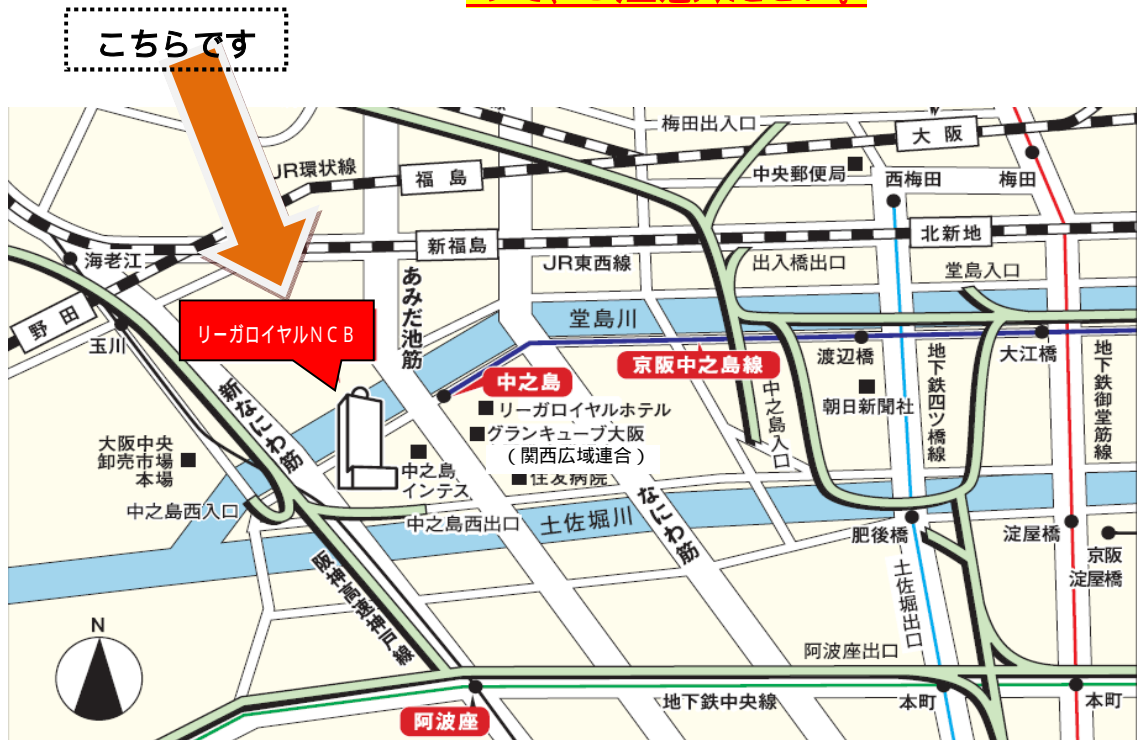 こちらです
梅田出入口
大阪
JR環状線
福島
中央郵便局
西梅田
梅田
新福島
北新地
海老江
JR東西線
出入橋出口
堂島入口
あみだ池筋
野田
玉川
リーガロイヤルNCB
堂島川
京阪中之島線
渡辺橋
大江橋
中之島
地下鉄四ツ橋線
地下鉄御堂筋線
新なにわ筋
リーガロイヤルホテル
朝日新聞社
中之島入口
グランキューブ大阪
(関西広域連合)
大阪中央
卸売市場
本場
中之島
インテス
住友病院
なにわ筋
中之島西入口
中之島西出口
土佐堀川
肥後橋
淀屋橋
京阪
淀屋橋
阪神高速神戸線
土佐堀出口
N
阿波座出口
地下鉄中央線
本町
本町
阿波座